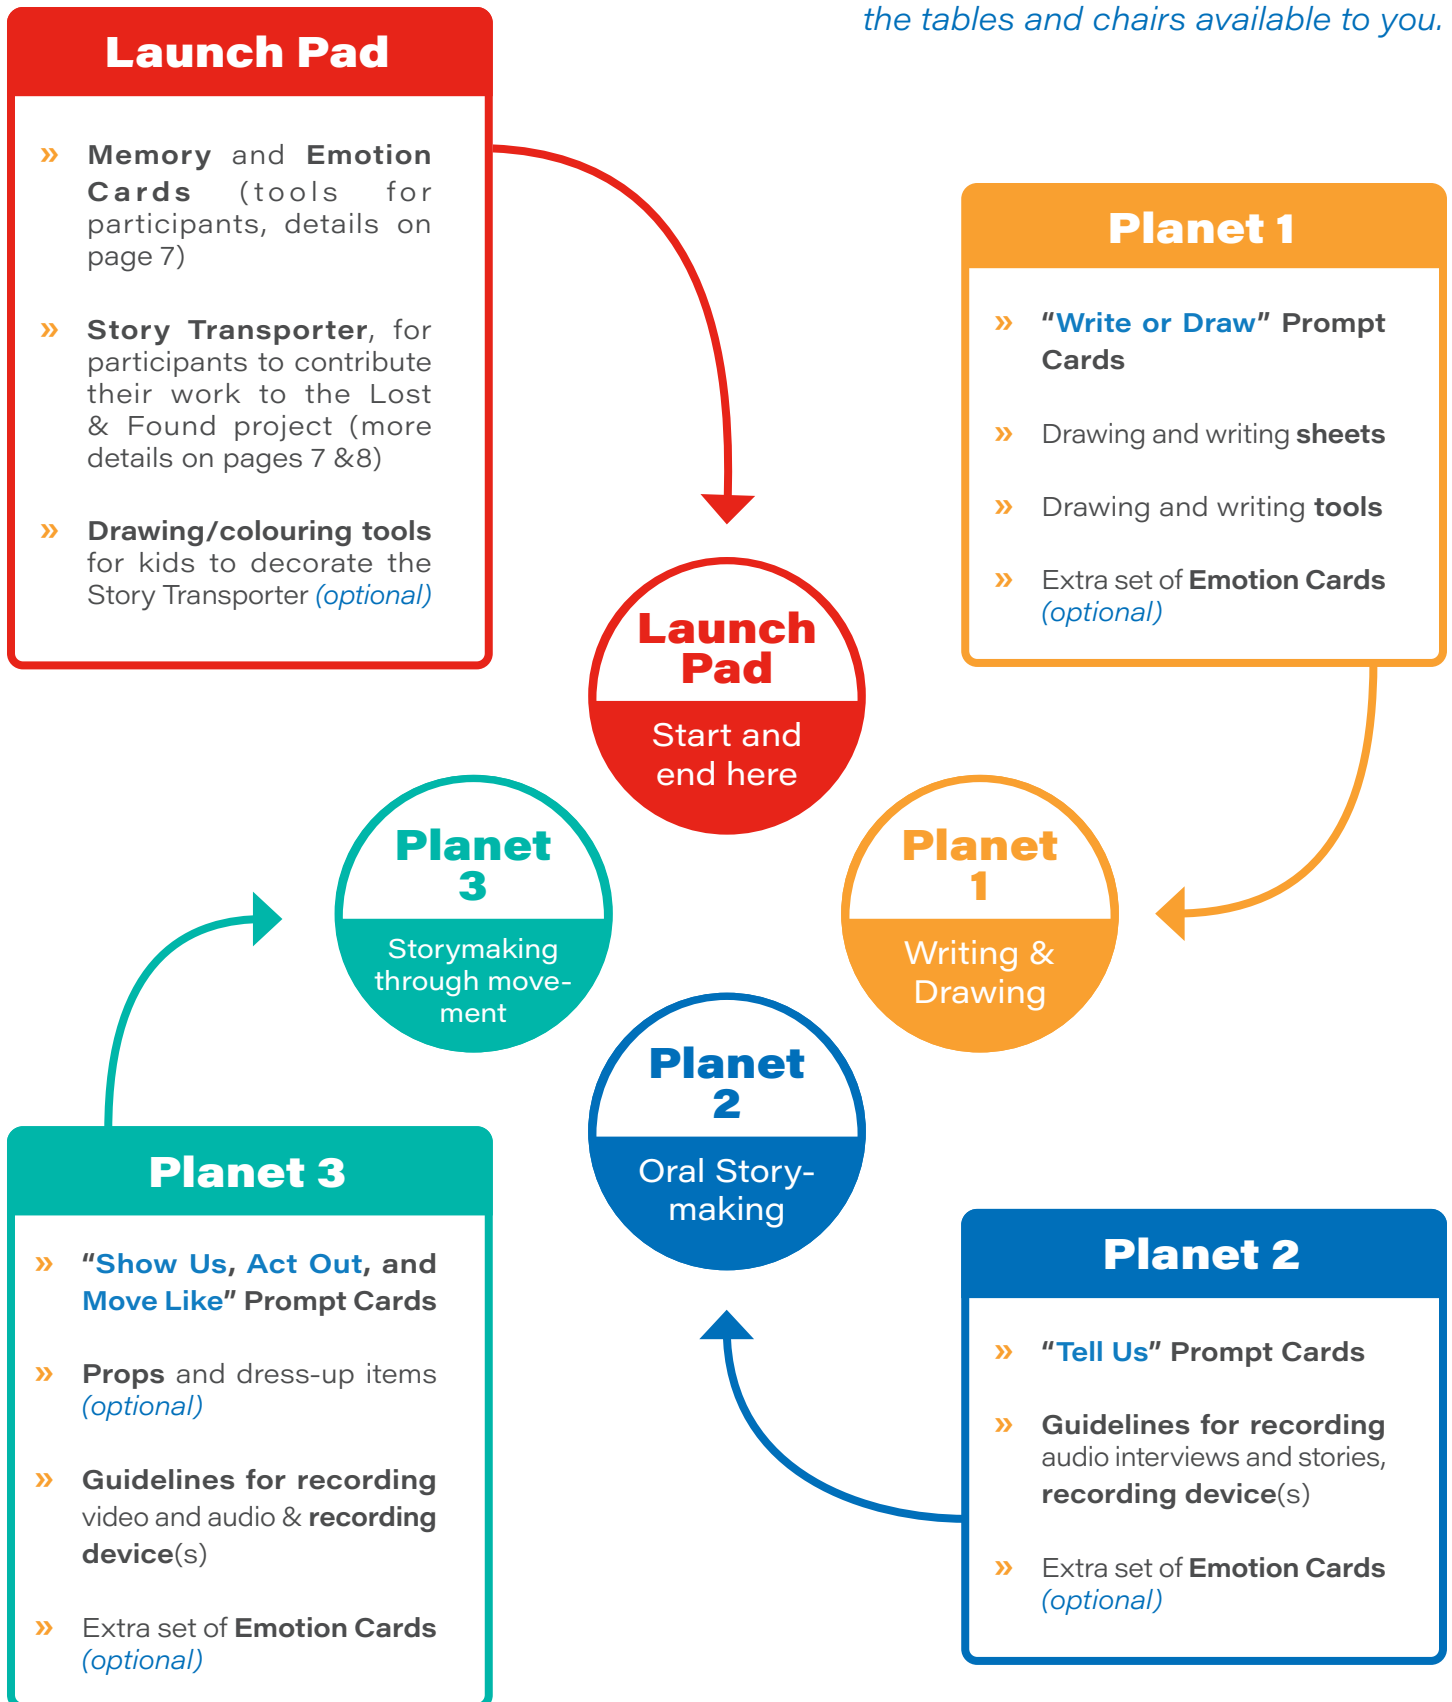 the tables and chairs available to you.
Launch Pad
» Memory and Emotion
Cards (tools for
participants, details on
page 7)
» Story Transporter, for
participants to contribute
their work to the Lost
& Found project (more
details on pages 7 &8)
» Drawing/colouring tools
for kids to decorate the
Story Transporter (optional)
Planet 1
» “Write or Draw” Prompt
Cards
» Drawing and writing sheets
» Drawing and writing tools
» Extra set of Emotion Cards
(optional)
Launch
Pad
Start and
end here
Planet
3
Storymaking
through move-
ment
Planet
1
Writing &
Drawing
Planet
2
Oral Story-
making
Planet 3
» “Show Us, Act Out, and
Move Like” Prompt Cards
» Props and dress-up items
(optional)
» Guidelines for recording
video and audio & recording
device(s)
» Extra set of Emotion Cards
(optional)
Planet 2
» “Tell Us” Prompt Cards
» Guidelines for recording
audio interviews and stories,
recording device(s)
» Extra set of Emotion Cards
(optional)